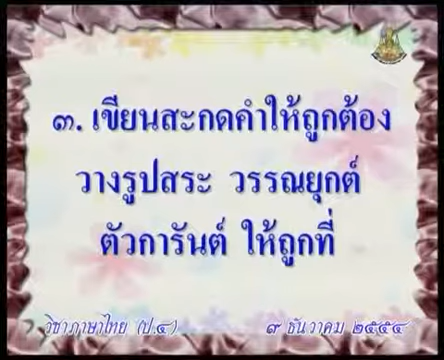 ๓. เขียนสะกดคำให้ถูกต้อง
วางรูปสระ วรรณยุกต์
ตัวการันต์ ให้ถูกที่
วิชาภาษาไทย (ป.๔)
๙ ธันวาคม ๒๕๕๔